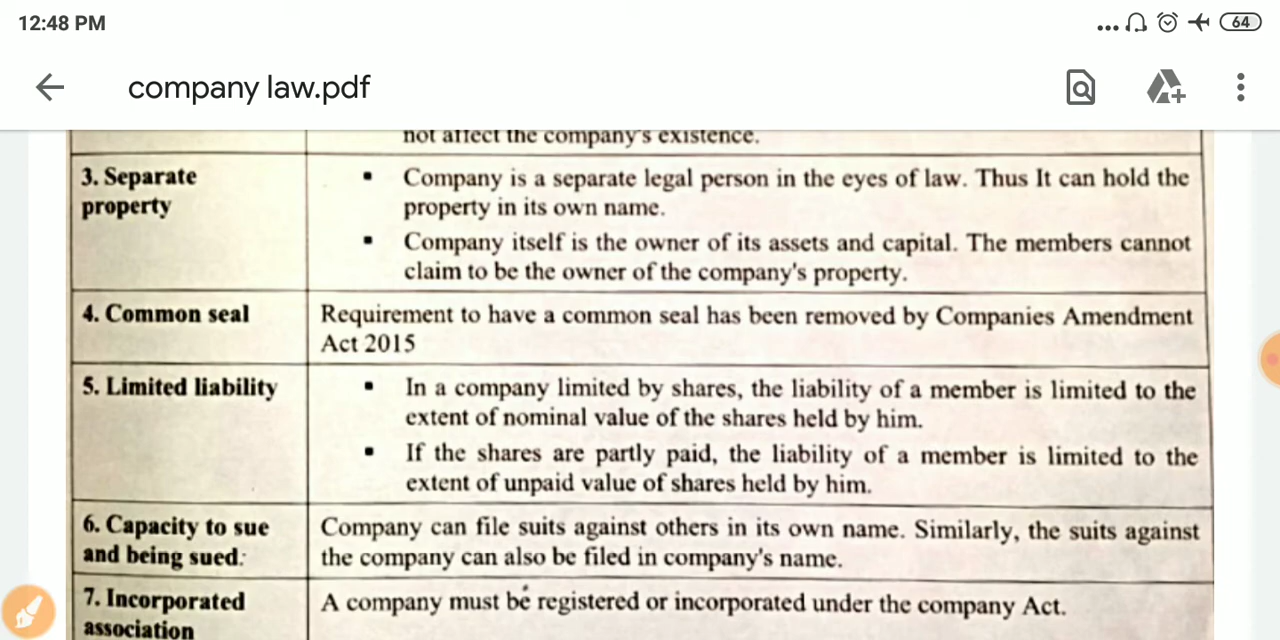 12:48 PM
64
company law.pdf
not affect the company's existence.
3. Separate
property
▪ Company is a separate legal person in the eyes of law. Thus It can hold the
property in its own name.
▪ Company itself is the owner of its assets and capital. The members cannot
claim to be the owner of the company's property.
4. Common seal
Requirement to have a common seal has been removed by Companies Amendment
Act 2015
5. Limited liability
▪ In a company limited by shares, the liability of a member is limited to the
extent of nominal value of the shares held by him.
▪ If the shares are partly paid, the liability of a member is limited to the
extent of unpaid value of shares held by him.
6. Capacity to sue
and being sued:
Company can file suits against others in its own name. Similarly, the suits against
the company can also be filed in company's name.
7. Incorporated
association
A company must be registered or incorporated under the company Act.